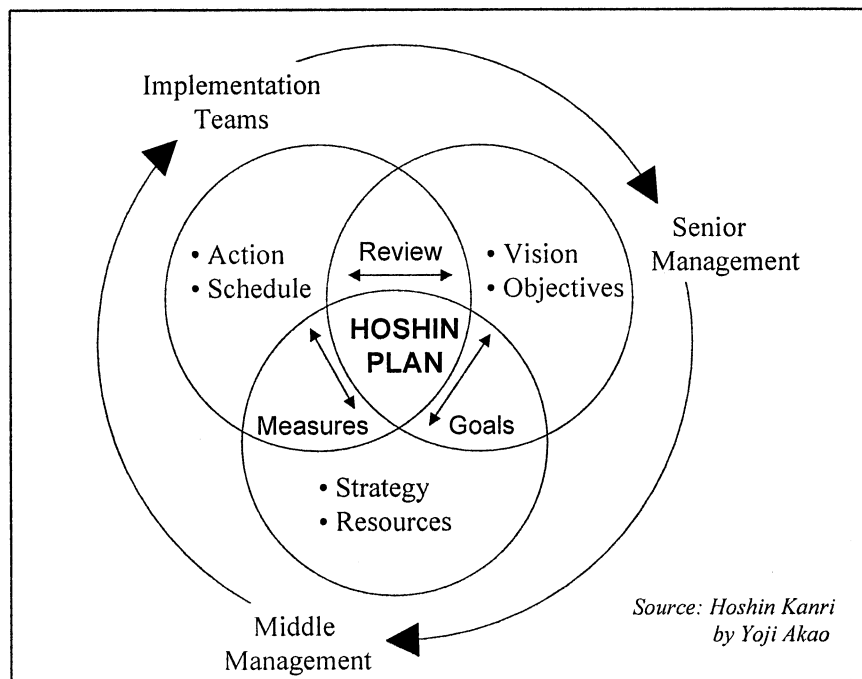 Implementation
Teams
Senior
Management
• Action
• Schedule
Review
• Vision
• Objectives
HOSHIN
PLAN
Measures
Goals
• Strategy
• Resources
Middle
Management
Source: Hoshin Kanri
by Yoji Akao